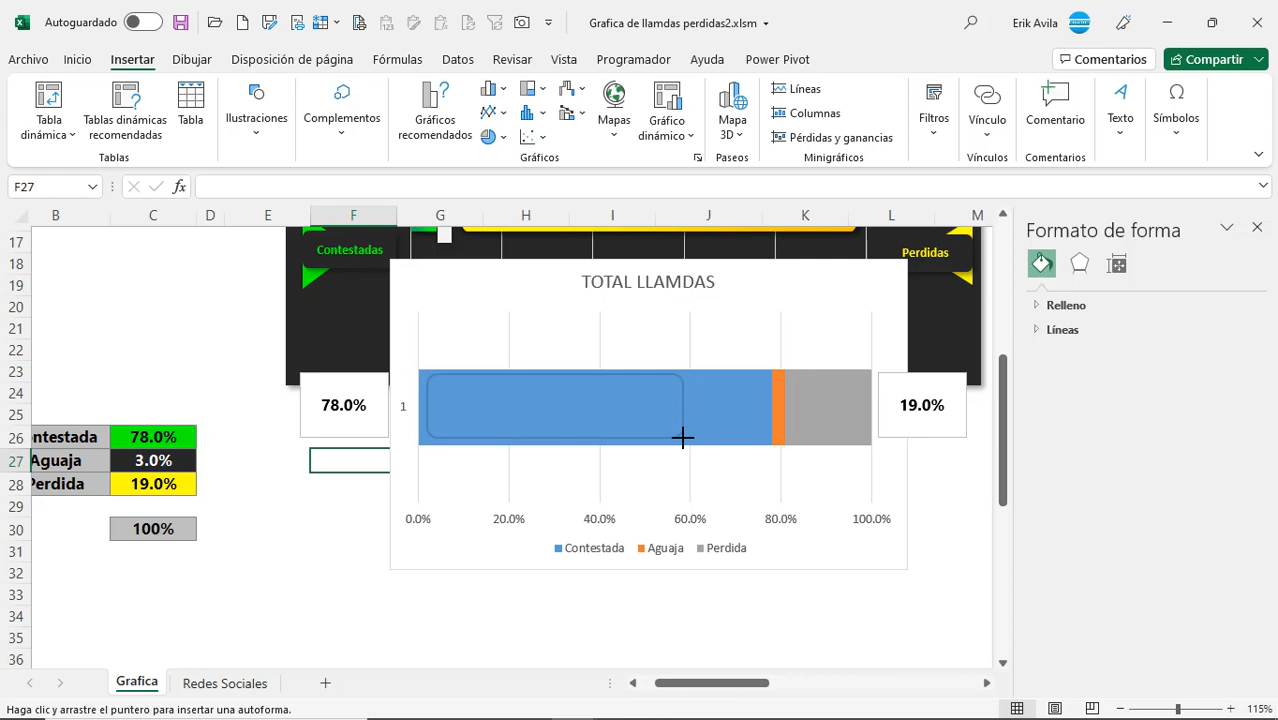 Autoguardado
Grafica de llamdas perdidas2.xlsm
Erik Avila
Archivo Inicio Insertar Dibujar Disposición de página Fórmulas Datos Revisar Vista Programador Ayuda Power Pivot
Comentarios Compartir
Tabla dinámica
Tablas dinámicas recomendadas
Tabla
Tablas
Ilustraciones
Complementos
Gráficos recomendados
Mapas
Gráfico dinámico
Gráficos
Mapa 3D
Paseos
Líneas
Columnas
Pérdidas y ganancias
Minigráficos
Filtros
Vínculo
Vínculos
Comentario
Comentarios
Texto
Símbolos
F27
fx
B C D E F G H I J K L M
17
18
19
20
21
22
23
24
25
26
27
28
29
30
31
32
33
34
35
36
Contestadas
Perdidas
TOTAL LLAMDAS
78.0%
1
19.0%
ontestada 78.0%
Aguaja 3.0%
Perdida 19.0%
100%
0.0% 20.0% 40.0% 60.0% 80.0% 100.0%
Contestada Aguaja Perdida
Formato de forma
Relleno
Líneas
Grafica Redes Sociales
Haga clic y arrastre el puntero para insertar una autoforma.
115%